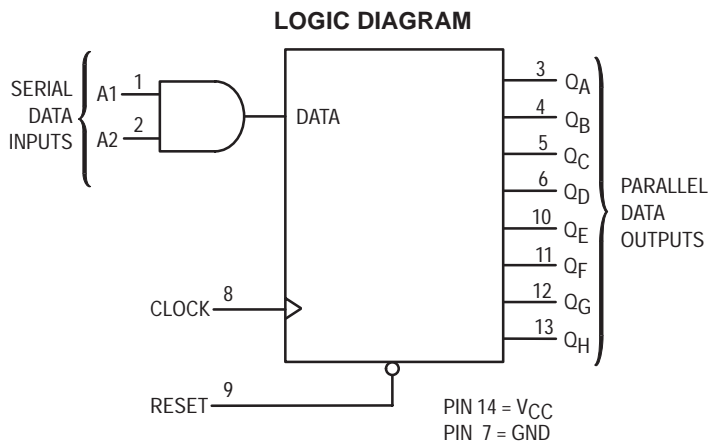 LOGIC DIAGRAM
SERIAL
DATA
INPUTS
A1
1
A2
2
DATA
CLOCK
8
RESET
9
3
QA
4
QB
5
QC
6
QD
10
QE
11
QF
12
QG
13
QH
PARALLEL
DATA
OUTPUTS
PIN 14 = VCC
PIN 7 = GND